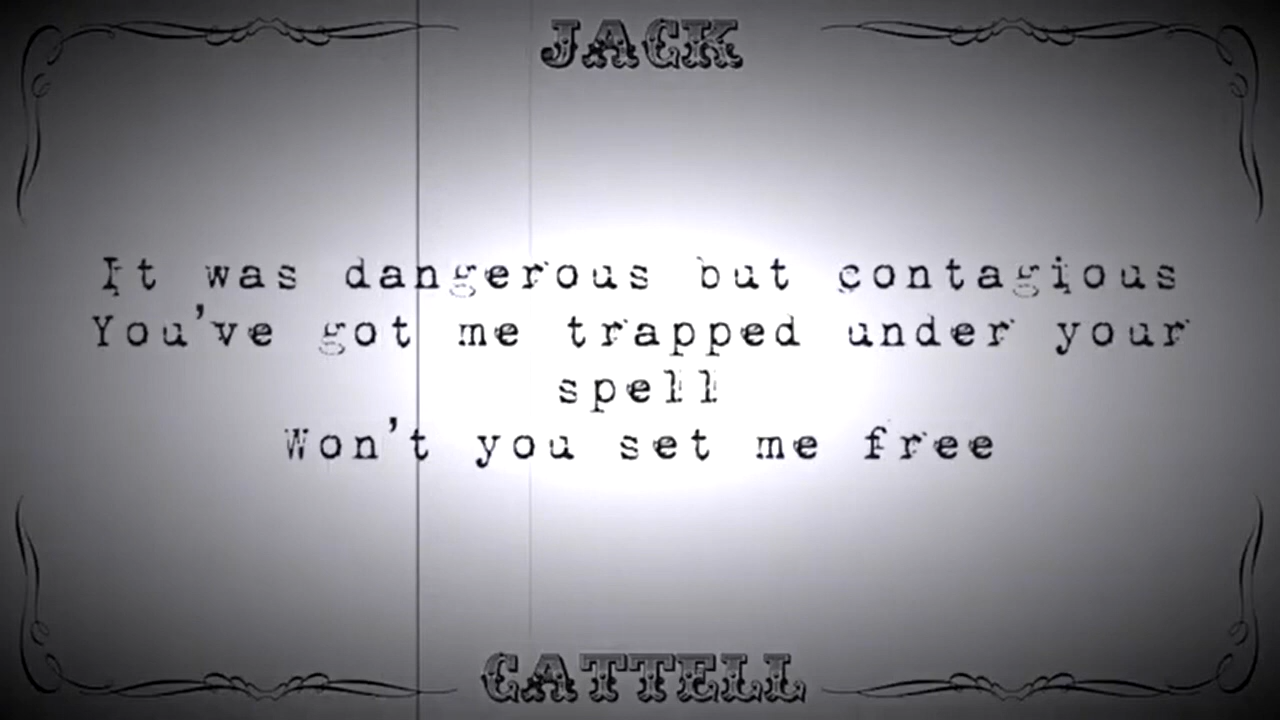 JACK
It was dangerous but contagious
You've got me trapped under your
spell
Won't you set me free
CATTELL